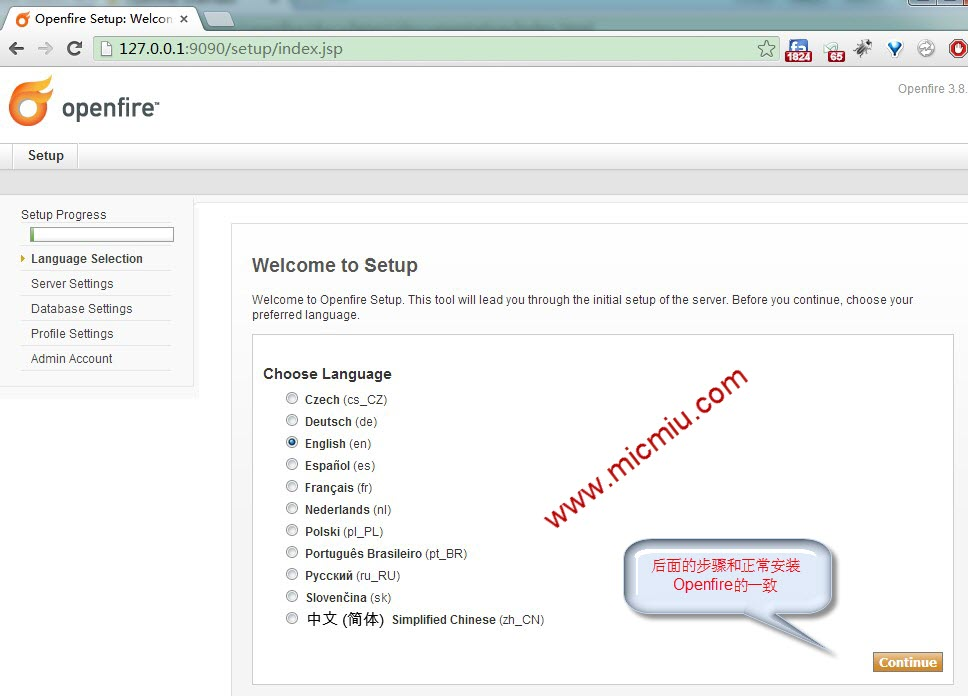 Openfire Setup: Welcon
127.0.0.1:9090/setup/index.jsp
1824
65
openfire™
Openfire 3.8.
Setup
Setup Progress
Language Selection
Server Settings
Database Settings
Profile Settings
Admin Account
Welcome to Setup
Welcome to Openfire Setup. This tool will lead you through the initial setup of the server. Before you continue, choose your
preferred language.
Choose Language
Czech (cs_CZ)
Deutsch (de)
English (en)
Español (es)
Français (fr)
Nederlands (nl)
Polski (pl_PL)
Português Brasileiro (pt_BR)
Русский (ru_RU)
Slovenčina (sk)
中文 (简体) Simplified Chinese (zh_CN)
www.micmiu.com
后面的步骤和正常安装
Openfire的一致
Continue